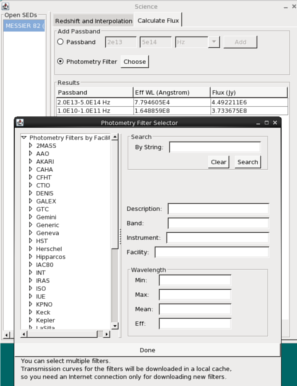 Science
Open SEDs
MESSIER 82
Redshift and Interpolation
Calculate Flux
Add Passband
Passband
2e13
5e14
Hz
Add
Photometry Filter
Choose
Results
Passband Eff WL (Angstrom) Flux (Jy)
2.0E13-5.0E14 Hz 7.794605E4 4.492211E6
1.0E10-1.0E11 Hz 1.648859E8 3.733675E8
Photometry Filter Selector
Photometry Filters by Facilit
2MASS
AAO
AKARI
CAHA
CFHT
CTIO
DENIS
GALEX
GTC
Gemini
Generic
Geneva
HST
Herschel
Hipparcos
IAC80
INT
IRAS
ISO
IUE
KPNO
Keck
Kepler
LaSilla
Search
By String:
Clear
Search
Description:
Band:
Instrument:
Facility:
Wavelength
Min:
Max:
Mean:
Eff:
Done
You can select multiple filters.
Transmission curves for the filters will be downloaded in a local cache,
so you need an Internet connection only for downloading new filters.